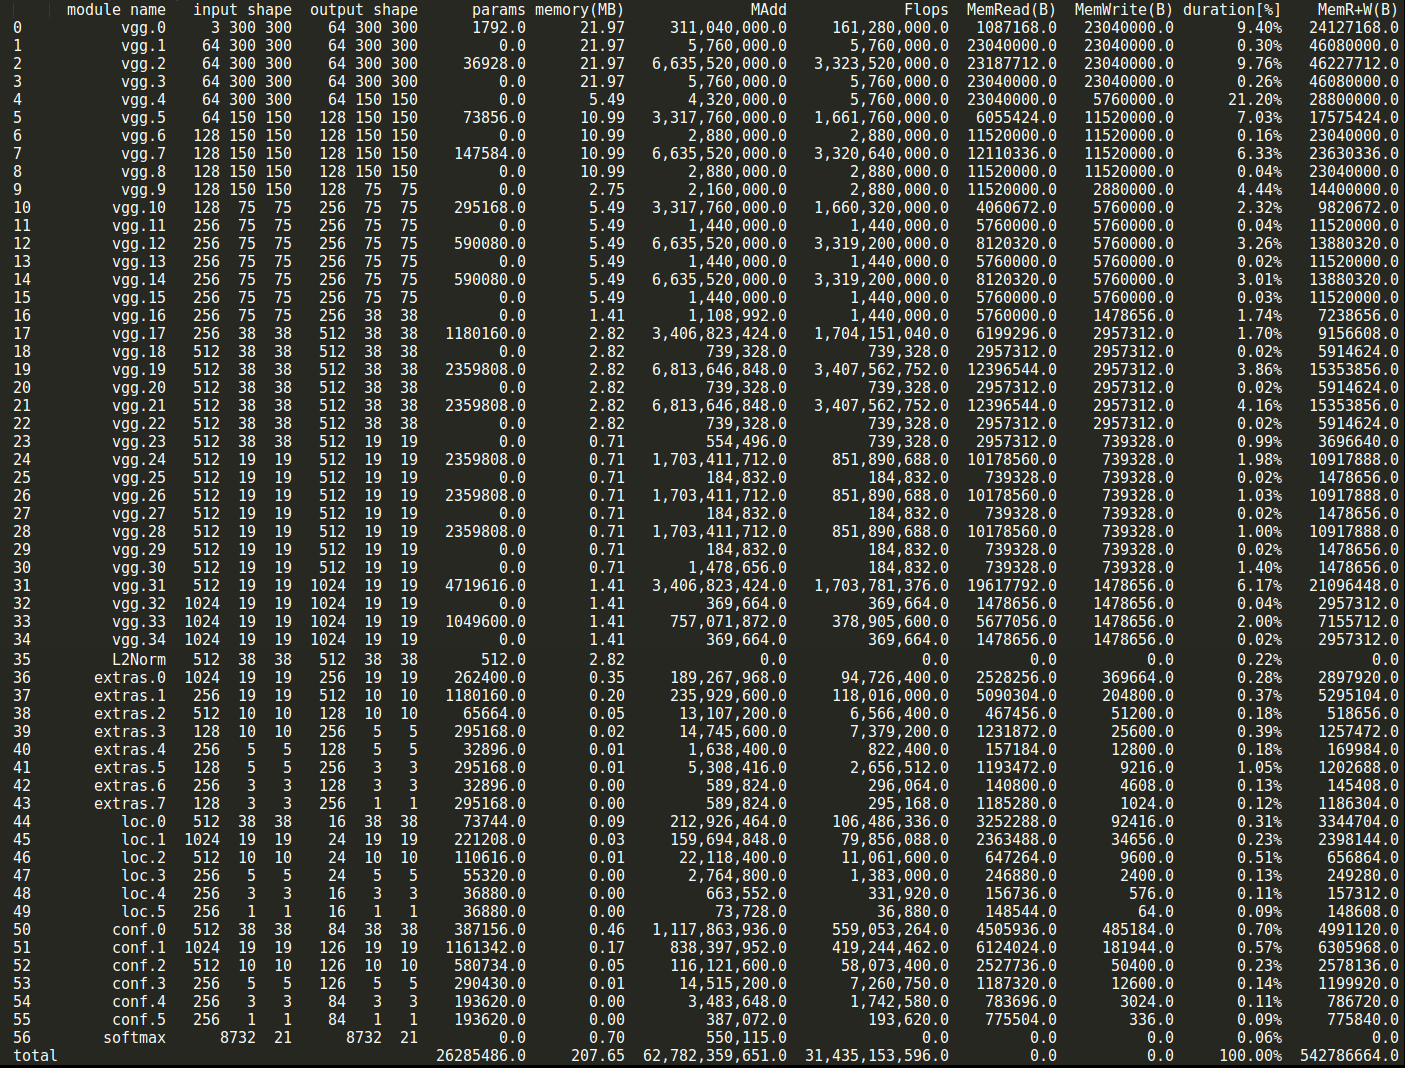 module name input shape output shape params memory(MB) MAdd Flops MemRead(B) MemWrite(B) duration[%] MemR+W(B)
0 vgg.0 3 300 300 64 300 300 1792.0 21.97 311,040,000.0 161,280,000.0 1087168.0 23040000.0 9.40% 24127168.0
1 vgg.1 64 300 300 64 300 300 0.0 21.97 5,760,000.0 5,760,000.0 23040000.0 23040000.0 0.30% 46080000.0
2 vgg.2 64 300 300 64 300 300 36928.0 21.97 6,635,520,000.0 3,323,520,000.0 23187712.0 23040000.0 9.76% 46227712.0
3 vgg.3 64 300 300 64 300 300 0.0 21.97 5,760,000.0 5,760,000.0 23040000.0 23040000.0 0.26% 46080000.0
4 vgg.4 64 300 300 64 150 150 0.0 5.49 4,320,000.0 5,760,000.0 23040000.0 5760000.0 21.20% 28800000.0
5 vgg.5 64 150 150 128 150 150 73856.0 10.99 3,317,760,000.0 1,661,760,000.0 6055424.0 11520000.0 7.03% 17575424.0
6 vgg.6 128 150 150 128 150 150 0.0 10.99 2,880,000.0 2,880,000.0 11520000.0 11520000.0 0.16% 23040000.0
7 vgg.7 128 150 150 128 150 150 147584.0 10.99 6,635,520,000.0 3,320,640,000.0 12110336.0 11520000.0 6.33% 23630336.0
8 vgg.8 128 150 150 128 150 150 0.0 10.99 2,880,000.0 2,880,000.0 11520000.0 11520000.0 0.04% 23040000.0
9 vgg.9 128 150 150 128 75 75 0.0 2.75 2,160,000.0 2,880,000.0 11520000.0 2880000.0 4.44% 14400000.0
10 vgg.10 128 75 75 256 75 75 295168.0 5.49 3,317,760,000.0 1,660,320,000.0 4060672.0 5760000.0 2.32% 9820672.0
11 vgg.11 256 75 75 256 75 75 0.0 5.49 1,440,000.0 1,440,000.0 5760000.0 5760000.0 0.04% 11520000.0
12 vgg.12 256 75 75 256 75 75 590080.0 5.49 6,635,520,000.0 3,319,200,000.0 8120320.0 5760000.0 3.26% 13880320.0
13 vgg.13 256 75 75 256 75 75 0.0 5.49 1,440,000.0 1,440,000.0 5760000.0 5760000.0 0.02% 11520000.0
14 vgg.14 256 75 75 256 75 75 590080.0 5.49 6,635,520,000.0 3,319,200,000.0 8120320.0 5760000.0 3.01% 13880320.0
15 vgg.15 256 75 75 256 75 75 0.0 5.49 1,440,000.0 1,440,000.0 5760000.0 5760000.0 0.03% 11520000.0
16 vgg.16 256 75 75 256 38 38 0.0 1.41 1,108,992.0 1,440,000.0 5760000.0 1478656.0 1.74% 7238656.0
17 vgg.17 256 38 38 512 38 38 1180160.0 2.82 3,406,823,424.0 1,704,151,040.0 6199296.0 2957312.0 1.70% 9156608.0
18 vgg.18 512 38 38 512 38 38 0.0 2.82 739,328.0 739,328.0 2957312.0 2957312.0 0.02% 5914624.0
19 vgg.19 512 38 38 512 38 38 2359808.0 2.82 6,813,646,848.0 3,407,562,752.0 12396544.0 2957312.0 3.86% 15353856.0
20 vgg.20 512 38 38 512 38 38 0.0 2.82 739,328.0 739,328.0 2957312.0 2957312.0 0.02% 5914624.0
21 vgg.21 512 38 38 512 38 38 2359808.0 2.82 6,813,646,848.0 3,407,562,752.0 12396544.0 2957312.0 4.16% 15353856.0
22 vgg.22 512 38 38 512 38 38 0.0 2.82 739,328.0 739,328.0 2957312.0 2957312.0 0.02% 5914624.0
23 vgg.23 512 38 38 512 19 19 0.0 0.71 554,496.0 739,328.0 2957312.0 739328.0 0.99% 3696640.0
24 vgg.24 512 19 19 512 19 19 2359808.0 0.71 1,703,411,712.0 851,890,688.0 10178560.0 739328.0 1.98% 10917888.0
25 vgg.25 512 19 19 512 19 19 0.0 0.71 184,832.0 184,832.0 739328.0 739328.0 0.02% 1478656.0
26 vgg.26 512 19 19 512 19 19 2359808.0 0.71 1,703,411,712.0 851,890,688.0 10178560.0 739328.0 1.03% 10917888.0
27 vgg.27 512 19 19 512 19 19 0.0 0.71 184,832.0 184,832.0 739328.0 739328.0 0.02% 1478656.0
28 vgg.28 512 19 19 512 19 19 2359808.0 0.71 1,703,411,712.0 851,890,688.0 10178560.0 739328.0 1.00% 10917888.0
29 vgg.29 512 19 19 512 19 19 0.0 0.71 184,832.0 184,832.0 739328.0 739328.0 0.02% 1478656.0
30 vgg.30 512 19 19 512 19 19 0.0 0.71 1,478,656.0 184,832.0 739328.0 739328.0 1.40% 1478656.0
31 vgg.31 512 19 19 1024 19 19 4719616.0 1.41 3,406,823,424.0 1,703,781,376.0 19617792.0 1478656.0 6.17% 21096448.0
32 vgg.32 1024 19 19 1024 19 19 0.0 1.41 369,664.0 369,664.0 1478656.0 1478656.0 0.04% 2957312.0
33 vgg.33 1024 19 19 1024 19 19 1049600.0 1.41 757,071,872.0 378,905,600.0 5677056.0 1478656.0 2.00% 7155712.0
34 vgg.34 1024 19 19 1024 19 19 0.0 1.41 369,664.0 369,664.0 1478656.0 1478656.0 0.02% 2957312.0
35 L2Norm 512 38 38 512 38 38 512.0 2.82 0.0 0.0 0.0 0.0 0.22% 0.0
36 extras.0 1024 19 19 256 19 19 262400.0 0.35 189,267,968.0 94,726,400.0 2528256.0 369664.0 0.28% 2897920.0
37 extras.1 256 19 19 512 10 10 1180160.0 0.20 235,929,600.0 118,016,000.0 5090304.0 204800.0 0.37% 5295104.0
38 extras.2 512 10 10 128 10 10 65664.0 0.05 13,107,200.0 6,566,400.0 467456.0 51200.0 0.18% 518656.0
39 extras.3 128 10 10 256 5 5 295168.0 0.02 14,745,600.0 7,379,200.0 1231872.0 25600.0 0.39% 1257472.0
40 extras.4 256 5 5 128 5 5 32896.0 0.01 1,638,400.0 822,400.0 157184.0 12800.0 0.18% 169984.0
41 extras.5 128 5 5 256 3 3 295168.0 0.01 5,308,416.0 2,656,512.0 1193472.0 9216.0 1.05% 1202688.0
42 extras.6 256 3 3 128 3 3 32896.0 0.00 589,824.0 296,064.0 140800.0 4608.0 0.13% 145408.0
43 extras.7 128 3 3 256 1 1 295168.0 0.00 589,824.0 295,168.0 1185280.0 1024.0 0.12% 1186304.0
44 loc.0 512 38 38 16 38 38 73744.0 0.09 212,926,464.0 106,486,336.0 3252288.0 92416.0 0.31% 3344704.0
45 loc.1 1024 19 19 24 19 19 221208.0 0.03 159,694,848.0 79,856,088.0 2363488.0 34656.0 0.23% 2398144.0
46 loc.2 512 10 10 24 10 10 110616.0 0.01 22,118,400.0 11,061,600.0 647264.0 9600.0 0.51% 656864.0
47 loc.3 256 5 5 24 5 5 55320.0 0.00 2,764,800.0 1,383,000.0 246880.0 2400.0 0.13% 249280.0
48 loc.4 256 3 3 16 3 3 36880.0 0.00 663,552.0 331,920.0 156736.0 576.0 0.11% 157312.0
49 loc.5 256 1 1 16 1 1 36880.0 0.00 73,728.0 36,880.0 148544.0 64.0 0.09% 148608.0
50 conf.0 512 38 38 84 38 38 387156.0 0.46 1,117,863,936.0 559,053,264.0 4505936.0 485184.0 0.70% 4991120.0
51 conf.1 1024 19 19 126 19 19 1161342.0 0.17 838,397,952.0 419,244,462.0 6124024.0 181944.0 0.57% 6305968.0
52 conf.2 512 10 10 126 10 10 580734.0 0.05 116,121,600.0 58,073,400.0 2527736.0 50400.0 0.23% 2578136.0
53 conf.3 256 5 5 126 5 5 290430.0 0.01 14,515,200.0 7,260,750.0 1187320.0 12600.0 0.14% 1199920.0
54 conf.4 256 3 3 84 3 3 193620.0 0.00 3,483,648.0 1,742,580.0 783696.0 3024.0 0.11% 786720.0
55 conf.5 256 1 1 84 1 1 193620.0 0.00 387,072.0 193,620.0 775504.0 336.0 0.09% 775840.0
56 softmax 8732 21 8732 21 0.0 0.70 550,115.0 0.0 0.0 0.0 0.06% 0.0
total 26285486.0 207.65 62,782,359,651.0 31,435,153,596.0 0.0 0.0 100.00% 542786664.0